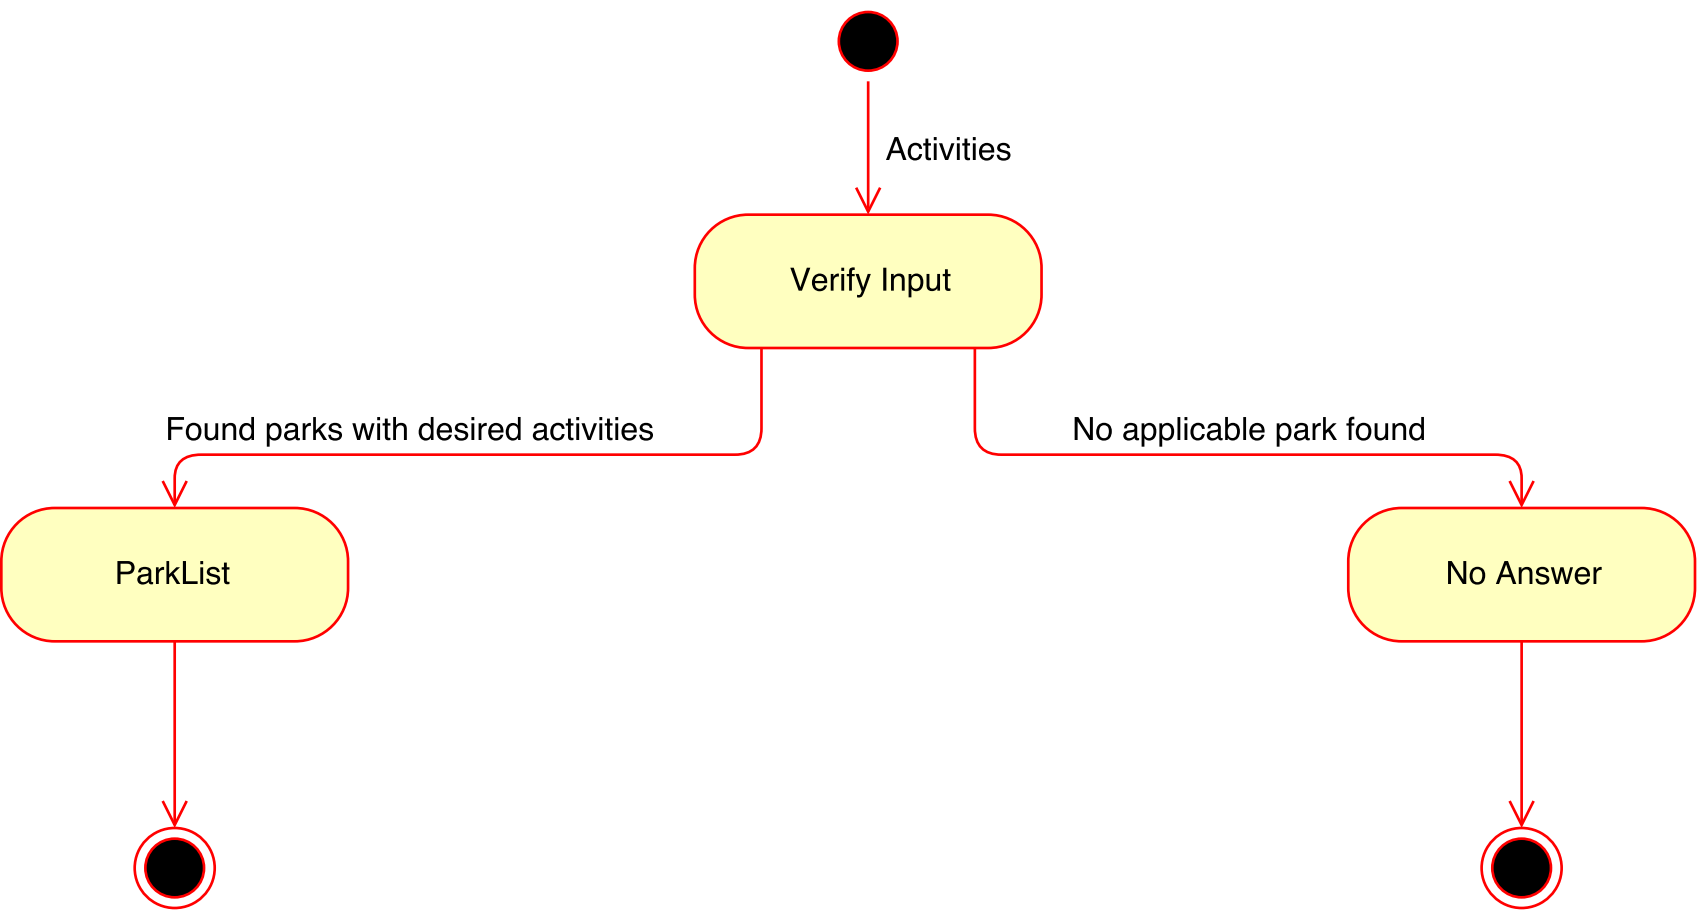 Activities
Verify Input
Found parks with desired activities
No applicable park found
ParkList
No Answer